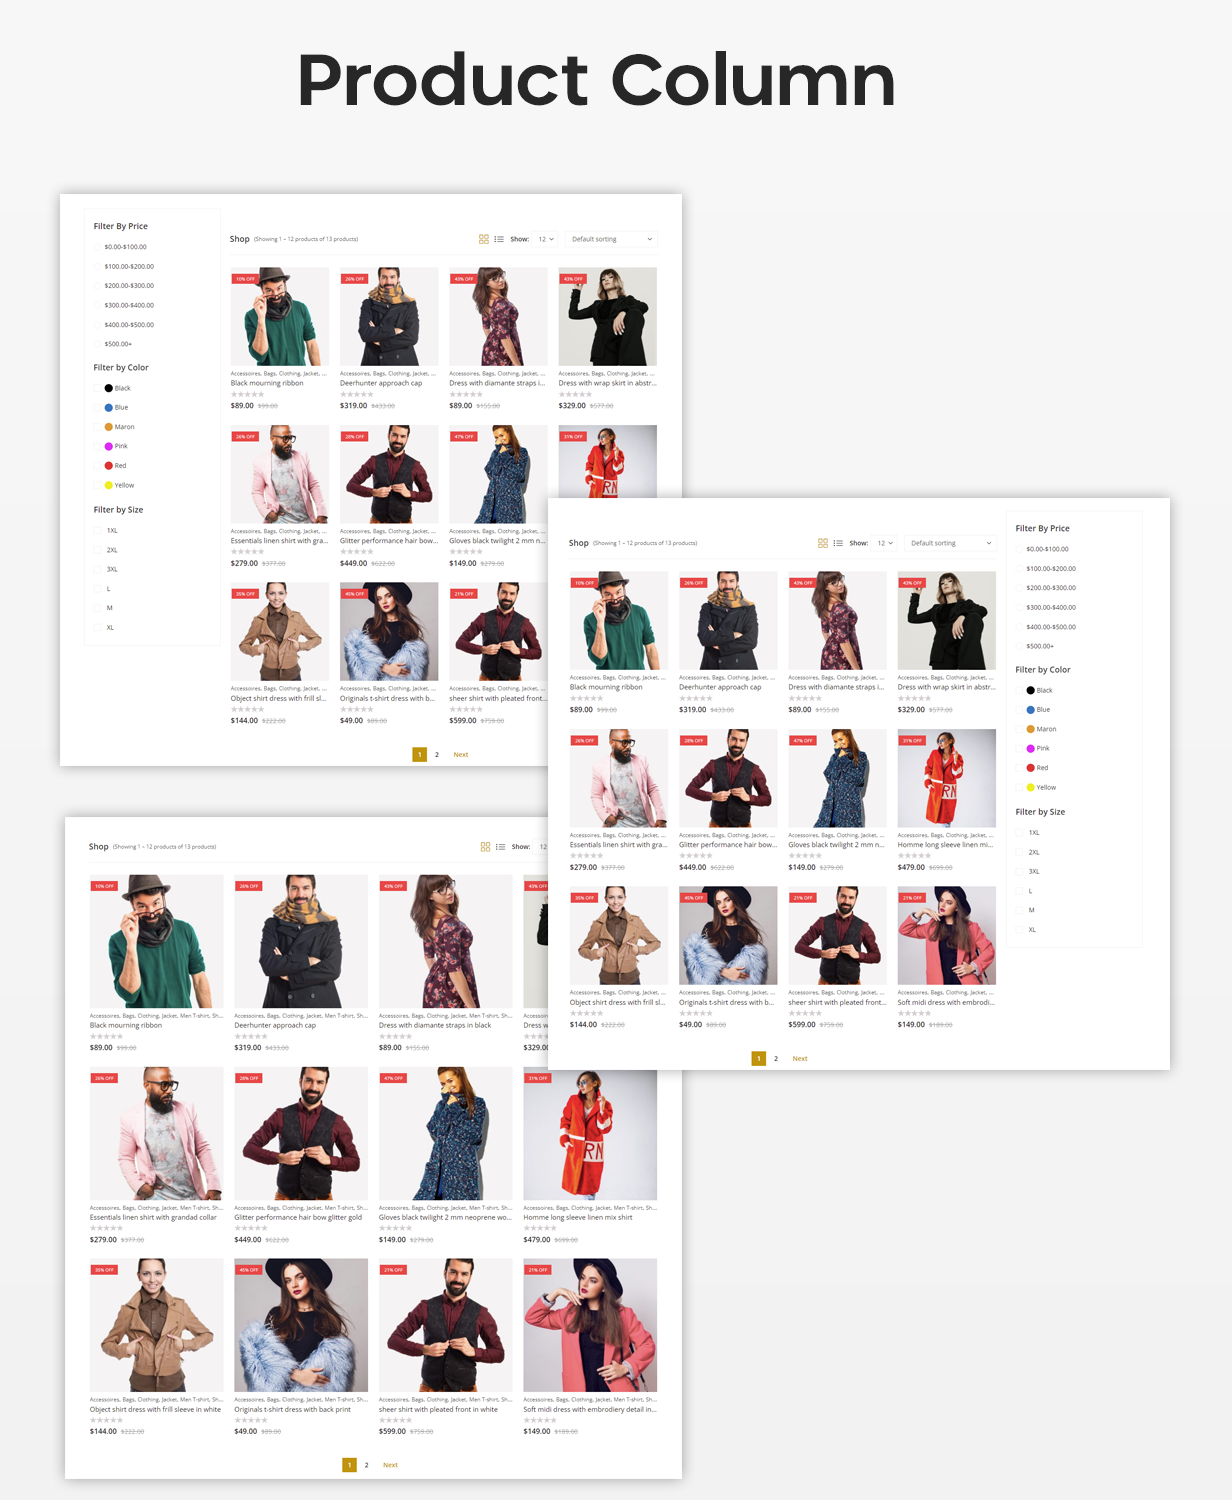 Product Column
Filter By Price
$0.00-$100.00
$100.00-$200.00
$200.00-$300.00
$300.00-$400.00
$400.00-$500.00
$500.00+
Filter by Color
Black
Blue
Maron
Pink
Red
Yellow
Filter by Size
1XL
2XL
3XL
L
M
XL
Shop (Showing 1 – 12 products of 13 products) Show: 12 Default sorting
10% OFF 26% OFF 43% OFF 43% OFF
Accessoires, Bags, Clothing, Jacket, ... Accessoires, Bags, Clothing, Jacket, ... Accessoires, Bags, Clothing, Jacket, ... Accessoires, Bags, Clothing, Jacket, ...
Black mourning ribbon Deerhunter approach cap Dress with diamante straps i... Dress with wrap skirt in abstr...
$89.00 $99.00 $319.00 $433.00 $89.00 $155.00 $329.00 $577.00
26% OFF 28% OFF 47% OFF 31% OFF
RN
Accessoires, Bags, Clothing, Jacket, ... Accessoires, Bags, Clothing, Jacket, ... Accessoires, Bags, Clothing, Jacket,
Essentials linen shirt with gra... Glitter performance hair bow... Gloves black twilight 2 mm n...
$279.00 $377.00 $449.00 $622.00 $149.00 $279.00
35% OFF 45% OFF 21% OFF
Accessoires, Bags, Clothing, Jacket, ... Accessoires, Bags, Clothing, Jacket, ... Accessoires, Bags, Clothing, Jacket,
Object shirt dress with frill sl... Originals t-shirt dress with b... sheer shirt with pleated front...
$144.00 $222.00 $49.00 $89.00 $599.00 $759.00
1 2 Next
Shop (Showing 1 – 12 products of 13 products) Show: 12 Default sorting
10% OFF 26% OFF 43% OFF 43% OFF
Accessoires, Bags, Clothing, Jacket, ... Accessoires, Bags, Clothing, Jacket, ... Accessoires, Bags, Clothing, Jacket, ... Accessoires, Bags, Clothing, Jacket, ...
Black mourning ribbon Deerhunter approach cap Dress with diamante straps i... Dress with wrap skirt in abstr...
$89.00 $99.00 $319.00 $433.00 $89.00 $155.00 $329.00 $577.00
26% OFF 28% OFF 47% OFF 31% OFF
RN
Accessoires, Bags, Clothing, Jacket, ... Accessoires, Bags, Clothing, Jacket, ... Accessoires, Bags, Clothing, Jacket, ... Accessoires, Bags, Clothing, Jacket, ...
Essentials linen shirt with gra... Glitter performance hair bow... Gloves black twilight 2 mm n... Homme long sleeve linen mi...
$279.00 $377.00 $449.00 $622.00 $149.00 $279.00 $479.00 $699.00
35% OFF 45% OFF 21% OFF 21% OFF
Accessoires, Bags, Clothing, Jacket, ... Accessoires, Bags, Clothing, Jacket, ... Accessoires, Bags, Clothing, Jacket, ... Accessoires, Bags, Clothing, Jacket, ...
Object shirt dress with frill sl... Originals t-shirt dress with b... sheer shirt with pleated front... Soft midi dress with embrodi...
$144.00 $222.00 $49.00 $89.00 $599.00 $759.00 $149.00 $189.00
1 2 Next
Filter By Price
$0.00-$100.00
$100.00-$200.00
$200.00-$300.00
$300.00-$400.00
$400.00-$500.00
$500.00+
Filter by Color
Black
Blue
Maron
Pink
Red
Yellow
Filter by Size
1XL
2XL
3XL
L
M
XL
Shop (Showing 1 – 12 products of 13 products) Show: 12
10% OFF 26% OFF 43% OFF 43% OFF
Accessoires, Bags, Clothing, Jacket, Men T-shirt, Sh... Accessoires, Bags, Clothing, Jacket, Men T-shirt, Sh... Accessoires, Bags, Clothing, Jacket, Men T-shirt, Sh...
Black mourning ribbon Deerhunter approach cap Dress with diamante straps in black Dress w
$89.00 $99.00 $319.00 $433.00 $89.00 $155.00 $329.00
26% OFF 28% OFF 47% OFF 31% OFF
RN
Accessoires, Bags, Clothing, Jacket, Men T-shirt, Sh... Accessoires, Bags, Clothing, Jacket, Men T-shirt, Sh... Accessoires, Bags, Clothing, Jacket, Men T-shirt, Sh... Accessoires, Bags, Clothing, Jacket, Men T-shirt, Sh...
Essentials linen shirt with grandad collar Glitter performance hair bow glitter gold Gloves black twilight 2 mm neoprene wo... Homme long sleeve linen mix shirt
$279.00 $377.00 $449.00 $622.00 $149.00 $279.00 $479.00 $699.00
35% OFF 45% OFF 21% OFF 21% OFF
Accessoires, Bags, Clothing, Jacket, Men T-shirt, Sh... Accessoires, Bags, Clothing, Jacket, Men T-shirt, Sh... Accessoires, Bags, Clothing, Jacket, Men T-shirt, Sh... Accessoires, Bags, Clothing, Jacket, Men T-shirt, Sh...
Object shirt dress with frill sleeve in white Originals t-shirt dress with back print sheer shirt with pleated front in white Soft midi dress with embrodiery detail in...
$144.00 $222.00 $49.00 $89.00 $599.00 $759.00 $149.00 $189.00
1 2 Next